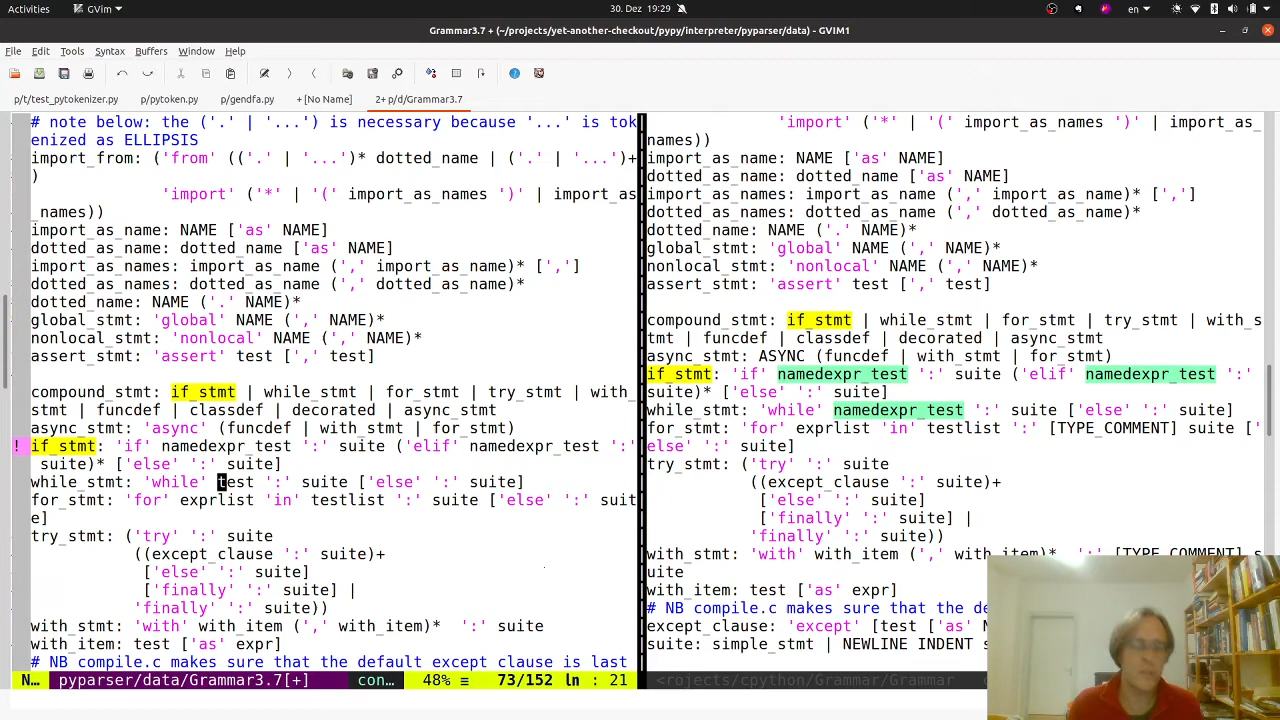 Activities
GVim
30. Dez 19:29
en
Grammar3.7 + (~/projects/yet-another-checkout/pypy/interpreter/pyparser/data) - GVIM1
File Edit Tools Syntax Buffers Window Help
p/t/test_pytokenizer.py p/pytoken.py p/gendfa.py + [No Name] 2+ p/d/Grammar3.7
# note below: the ('.' | '...') is necessary because '...' is tok
enized as ELLIPSIS
import_from: ('from' (('.' | '...')* dotted_name | ('.' | '...')+
)
'import' ('*' | '(' import_as_names ')' | import_as
_names))
import_as_name: NAME ['as' NAME]
dotted_as_name: dotted_name ['as' NAME]
import_as_names: import_as_name (',' import_as_name)* [',']
dotted_as_names: dotted_as_name (',' dotted_as_name)*
dotted_name: NAME ('.' NAME)*
global_stmt: 'global' NAME (',' NAME)*
nonlocal_stmt: 'nonlocal' NAME (',' NAME)*
assert_stmt: 'assert' test [',' test]
compound_stmt: if_stmt | while_stmt | for_stmt | try_stmt | with_
stmt | funcdef | classdef | decorated | async_stmt
async_stmt: 'async' (funcdef | with_stmt | for_stmt)
! if_stmt: 'if' namedexpr_test ':' suite ('elif' namedexpr_test ':'
suite)* ['else' ':' suite]
while_stmt: 'while' test ':' suite ['else' ':' suite]
for_stmt: 'for' exprlist 'in' testlist ':' suite ['else' ':' suit
e]
try_stmt: ('try' ':' suite
((except_clause ':' suite)+
['else' ':' suite]
['finally' ':' suite] |
'finally' ':' suite))
with_stmt: 'with' with_item (',' with_item)* ':' suite
with_item: test ['as' expr]
# NB compile.c makes sure that the default except clause is last
N… pyparser/data/Grammar3.7[+] con… 48% ≡ 73/152 ln : 21
'import' ('*' | '(' import_as_names ')' | import_as_
names))
import_as_name: NAME ['as' NAME]
dotted_as_name: dotted_name ['as' NAME]
import_as_names: import_as_name (',' import_as_name)* [',']
dotted_as_names: dotted_as_name (',' dotted_as_name)*
dotted_name: NAME ('.' NAME)*
global_stmt: 'global' NAME (',' NAME)*
nonlocal_stmt: 'nonlocal' NAME (',' NAME)*
assert_stmt: 'assert' test [',' test]
compound_stmt: if_stmt | while_stmt | for_stmt | try_stmt | with_s
tmt | funcdef | classdef | decorated | async_stmt
async_stmt: ASYNC (funcdef | with_stmt | for_stmt)
if_stmt: 'if' namedexpr_test ':' suite ('elif' namedexpr_test ':'
suite)* ['else' ':' suite]
while_stmt: 'while' namedexpr_test ':' suite ['else' ':' suite]
for_stmt: 'for' exprlist 'in' testlist ':' [TYPE_COMMENT] suite ['
else' ':' suite]
try_stmt: ('try' ':' suite
((except_clause ':' suite)+
['else' ':' suite]
['finally' ':' suite] |
'finally' ':' suite))
with_stmt: 'with' with_item (',' with_item)* ':' [TYPE_COMMENT] s
uite
with_item: test ['as' expr]
# NB compile.c makes sure that the de
except_clause: 'except' [test ['as' N
suite: simple_stmt | NEWLINE INDENT s
<rojects/cpython/Grammar/Grammar